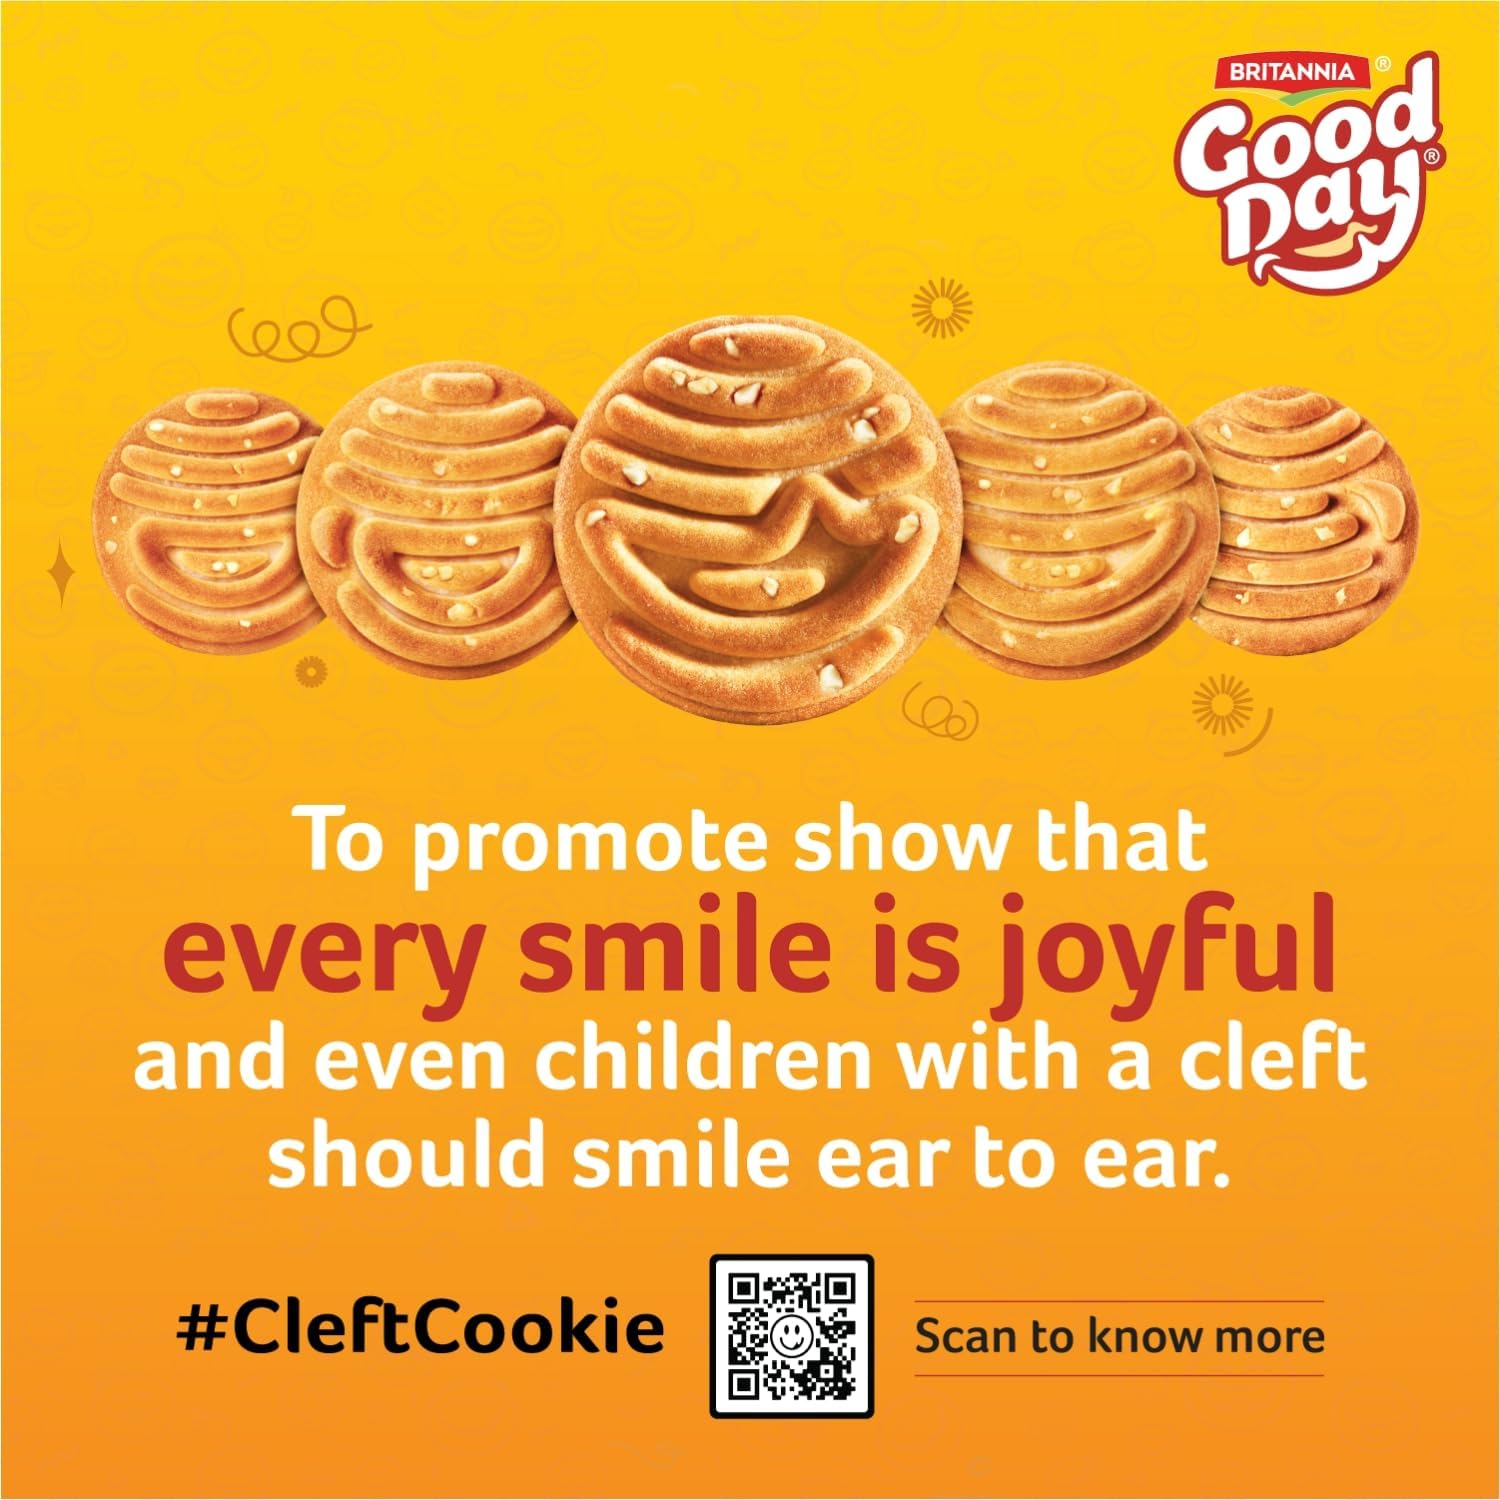 BRITANNIA ®
Good
Day ®
To promote show that
every smile is joyful
and even children with a cleft
should smile ear to ear.
#CleftCookie
Scan to know more